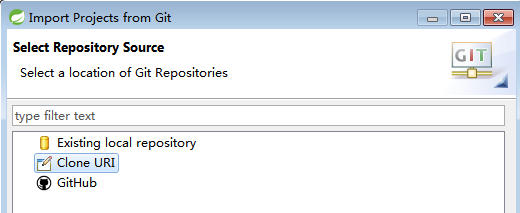 Import Projects from Git
Select Repository Source
Select a location of Git Repositories
GIT
type filter text
Existing local repository
Clone URI
GitHub